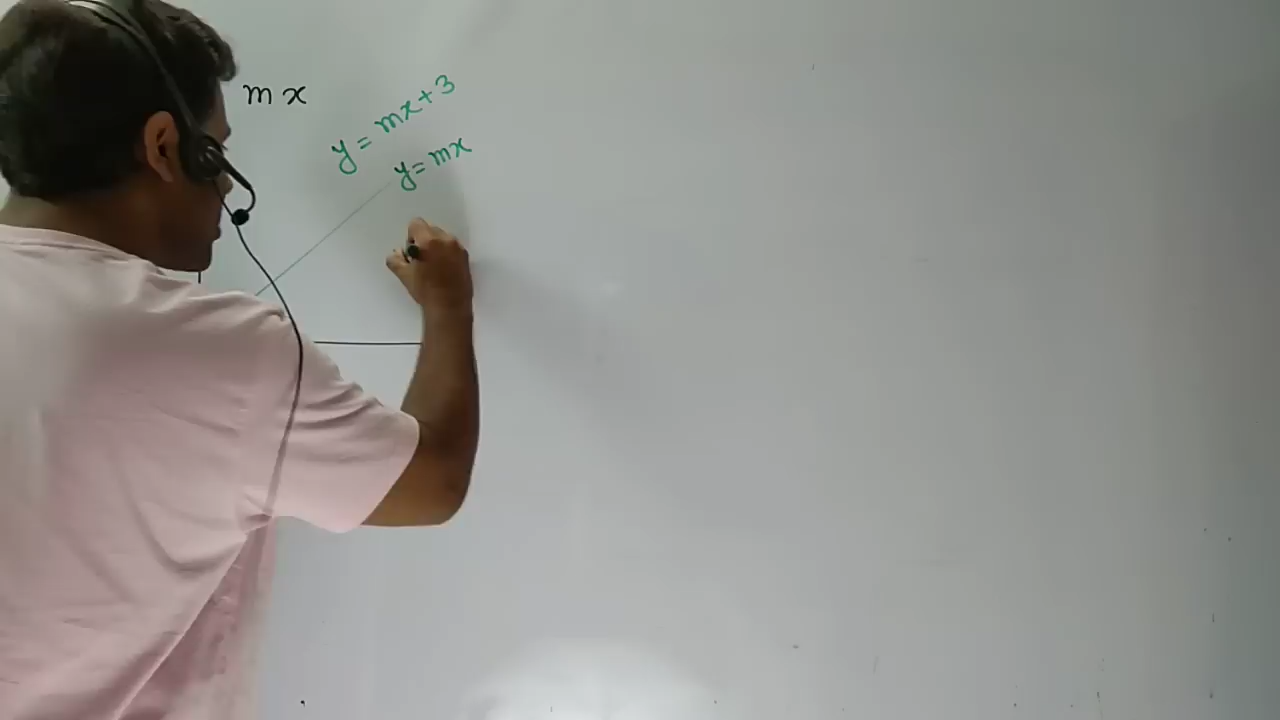 m x
y = mx + 3
y = mx